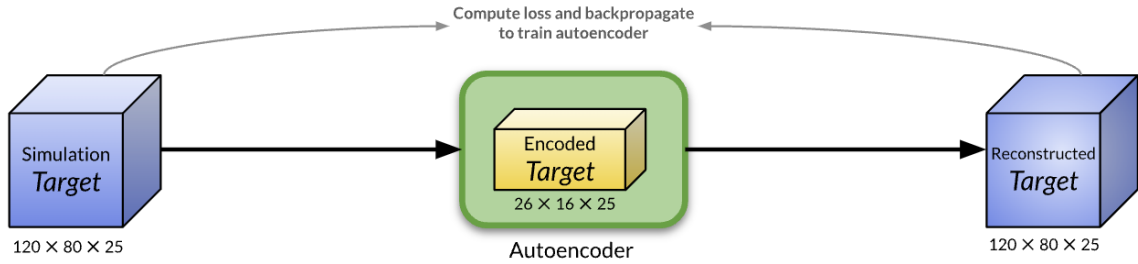 Compute loss and backpropagate
to train autoencoder
Simulation
Target
120 × 80 × 25
Encoded
Target
26 × 16 × 25
Autoencoder
Reconstructed
Target
120 × 80 × 25